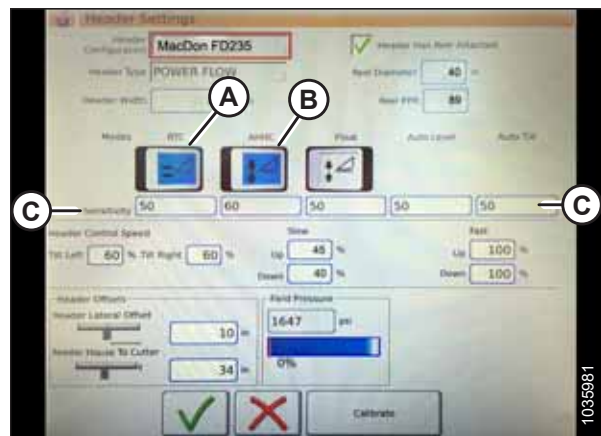 Header Settings
Header Configuration MacDon FD235
Header Has Reel Attached
Header Type POWER FLOW
Reel Diameter 40 in
Header Width
Reel PPR 89
A B
Modes RTC AHHC Float Auto Level Auto Tilt
C Sensitivity 50 60 50 50 50 C
Header Control Speed
Slow
Fast
Tilt Left 60 % Tilt Right 60 %
Up 45 %
Up 100 %
Down 40 %
Down 100 %
Header Offsets
Field Pressure
Header Lateral Offset
10 in
1647 psi
Feeder House To Cutter
34 in
0%
Calibrate
1035981